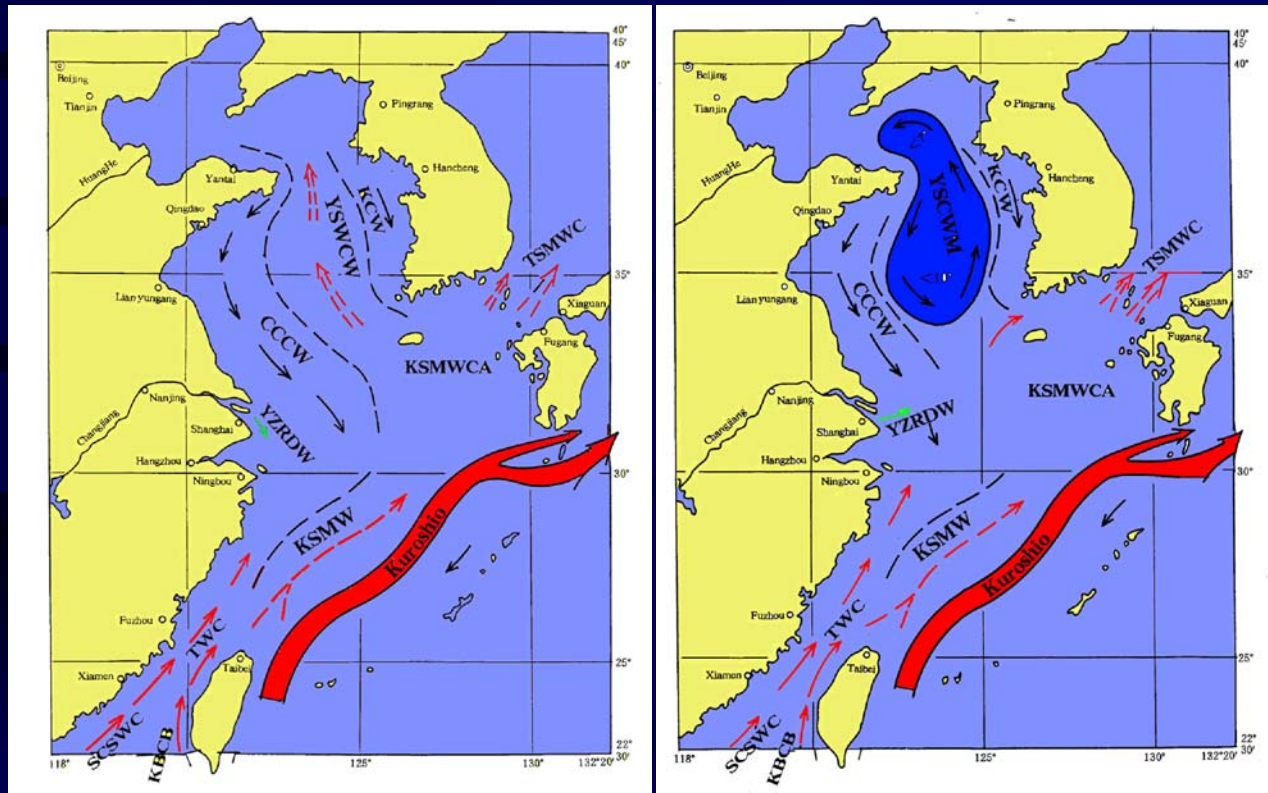 40°
45'
40°
Beijing
Tianjin
Pingrang
HuangHe
Hancheng
Yantai
KCW
Qingdao
YSWCW
TSMWC
35°
Lian yungang
Xiaguan
CCCW
Fugang
KSMWCA
Nanjing
Changjiang
Shanghai
YZRDW
Hangzhou
30°
Ningbou
KSMW
Kuroshio
Fuzhou
TWC
Taibei
25°
Xiamen
SCSWC
KBCB
22°
30'
118°
125°
130°
132°20'
40°
45'
40°
Beijing
Tianjin
Pingrang
HuangHe
KCW
Hancheng
Yantai
YSCWM
Qingdao
TSMWC
35°
Lian yungang
Xiaguan
CCCW
Fugang
KSMWCA
Nanjing
Changjiang
Shanghai
YZRDW
Hangzhou
30°
Ningbou
KSMW
Kuroshio
Fuzhou
TWC
Taibei
25°
Xiamen
SCSWC
KBCB
22°
30'
118°
125°
130°
132°20'